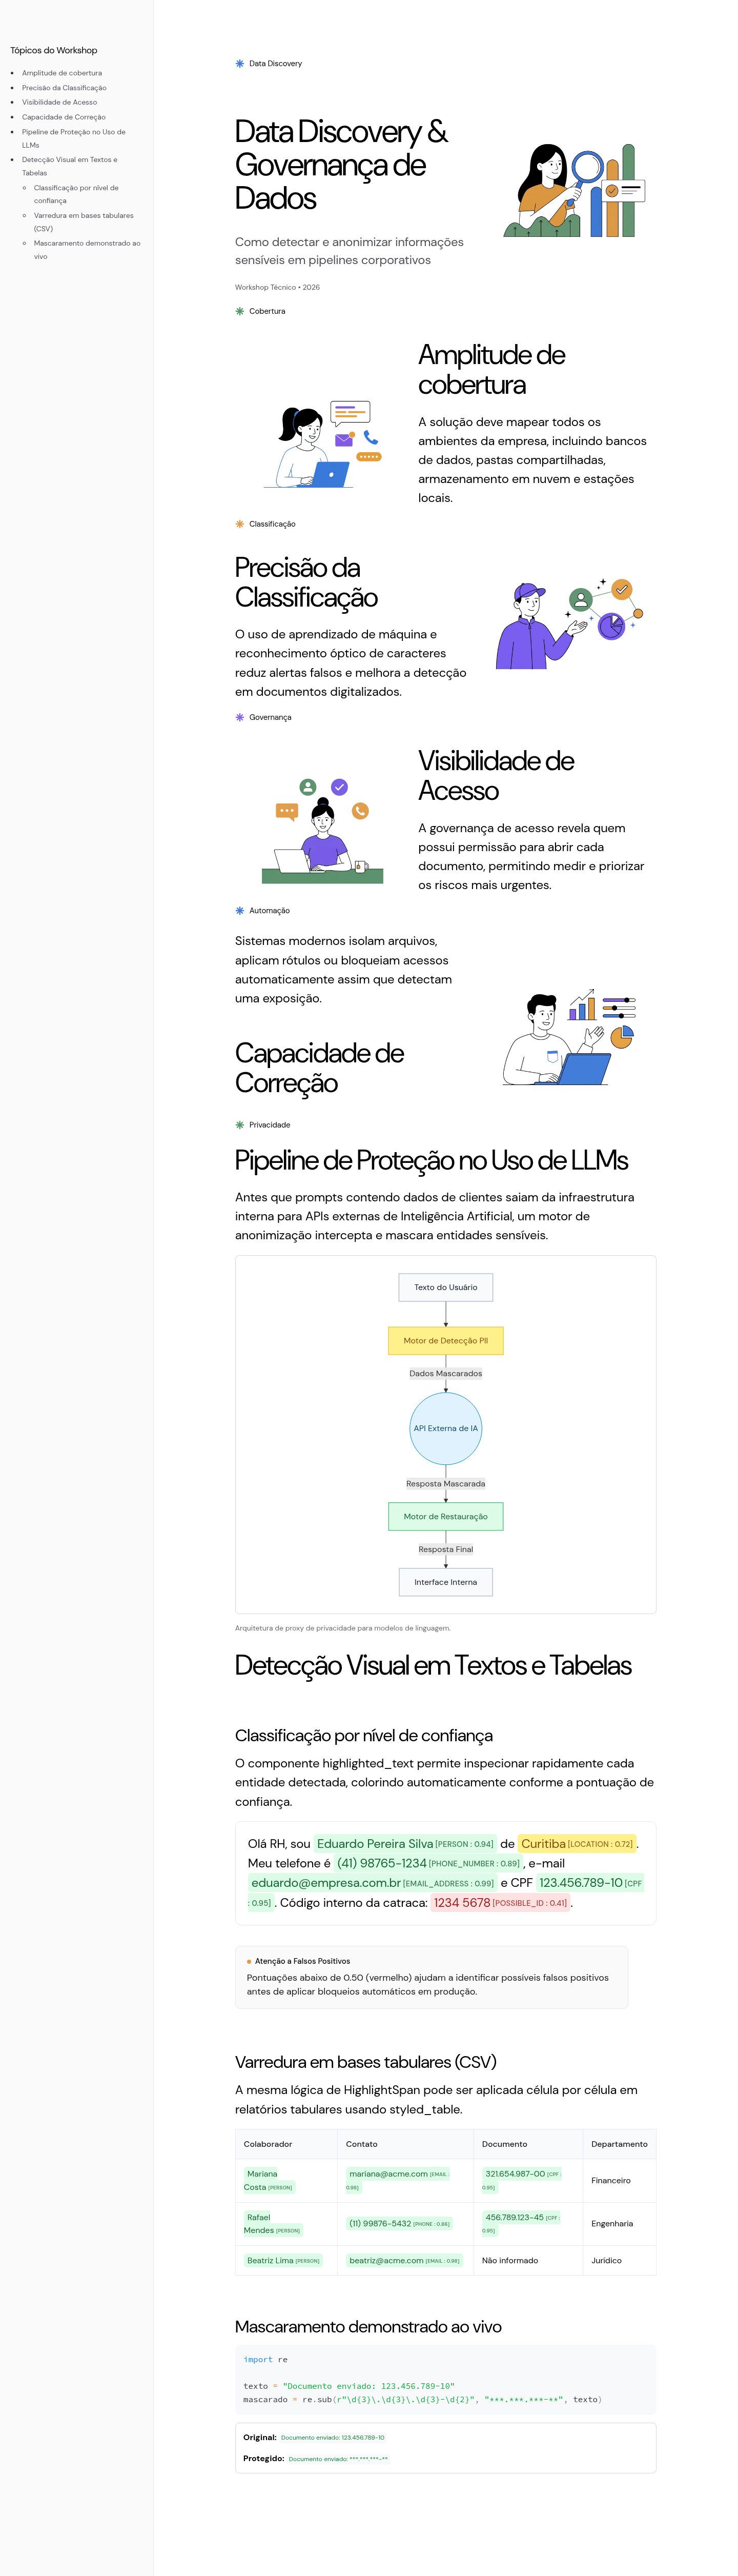 Tópicos do Workshop
Amplitude de cobertura
Precisão da Classificação
Visibilidade de Acesso
Capacidade de Correção
Pipeline de Proteção no Uso de
LLMs
Detecção Visual em Textos e
Tabelas
Classificação por nível de
confiança
Varredura em bases tabulares
(CSV)
Mascaramento demonstrado ao
vivo
Data Discovery
Data Discovery &
Governança de
Dados
Como detectar e anonimizar informações
sensíveis em pipelines corporativos
Workshop Técnico • 2026
Cobertura
Amplitude de
cobertura
A solução deve mapear todos os
ambientes da empresa, incluindo bancos
de dados, pastas compartilhadas,
armazenamento em nuvem e estações
locais.
Classificação
Precisão da
Classificação
O uso de aprendizado de máquina e
reconhecimento óptico de caracteres
reduz alertas falsos e melhora a detecção
em documentos digitalizados.
Governança
Visibilidade de
Acesso
A governança de acesso revela quem
possui permissão para abrir cada
documento, permitindo medir e priorizar
os riscos mais urgentes.
Automação
Sistemas modernos isolam arquivos,
aplicam rótulos ou bloqueiam acessos
automaticamente assim que detectam
uma exposição.
Capacidade de
Correção
Privacidade
Pipeline de Proteção no Uso de LLMs
Antes que prompts contendo dados de clientes saiam da infraestrutura
interna para APIs externas de Inteligência Artificial, um motor de
anonimização intercepta e mascara entidades sensíveis.
Texto do Usuário
Motor de Detecção PII
Dados Mascarados
API Externa de IA
Resposta Mascarada
Motor de Restauração
Resposta Final
Interface Interna
Arquitetura de proxy de privacidade para modelos de linguagem.
Detecção Visual em Textos e Tabelas
Classificação por nível de confiança
O componente highlighted_text permite inspecionar rapidamente cada
entidade detectada, colorindo automaticamente conforme a pontuação de
confiança.
Olá RH, sou Eduardo Pereira Silva [PERSON : 0.94] de Curitiba [LOCATION : 0.72] .
Meu telefone é (41) 98765-1234 [PHONE_NUMBER : 0.89] , e-mail
eduardo@empresa.com.br [EMAIL_ADDRESS : 0.99] e CPF 123.456.789-10 [CPF
: 0.95] . Código interno da catraca: 1234 5678 [POSSIBLE_ID : 0.41] .
Atenção a Falsos Positivos
Pontuações abaixo de 0.50 (vermelho) ajudam a identificar possíveis falsos positivos
antes de aplicar bloqueios automáticos em produção.
Varredura em bases tabulares (CSV)
A mesma lógica de HighlightSpan pode ser aplicada célula por célula em
relatórios tabulares usando styled_table.
Colaborador Contato Documento Departamento
Mariana
Costa [PERSON] mariana@acme.com [EMAIL :
0.98] 321.654.987-00 [CPF :
0.95] Financeiro
Rafael
Mendes [PERSON] (11) 99876-5432 [PHONE : 0.86] 456.789.123-45 [CPF :
0.95] Engenharia
Beatriz Lima [PERSON] beatriz@acme.com [EMAIL : 0.98] Não informado Jurídico
Mascaramento demonstrado ao vivo
import re
texto = "Documento enviado: 123.456.789-10"
mascarado = re.sub(r"\d{3}\.\d{3}\.\d{3}-\d{2}", "***.***.***-**", texto)
Original: Documento enviado: 123.456.789-10
Protegido: Documento enviado: ***.***.***-**